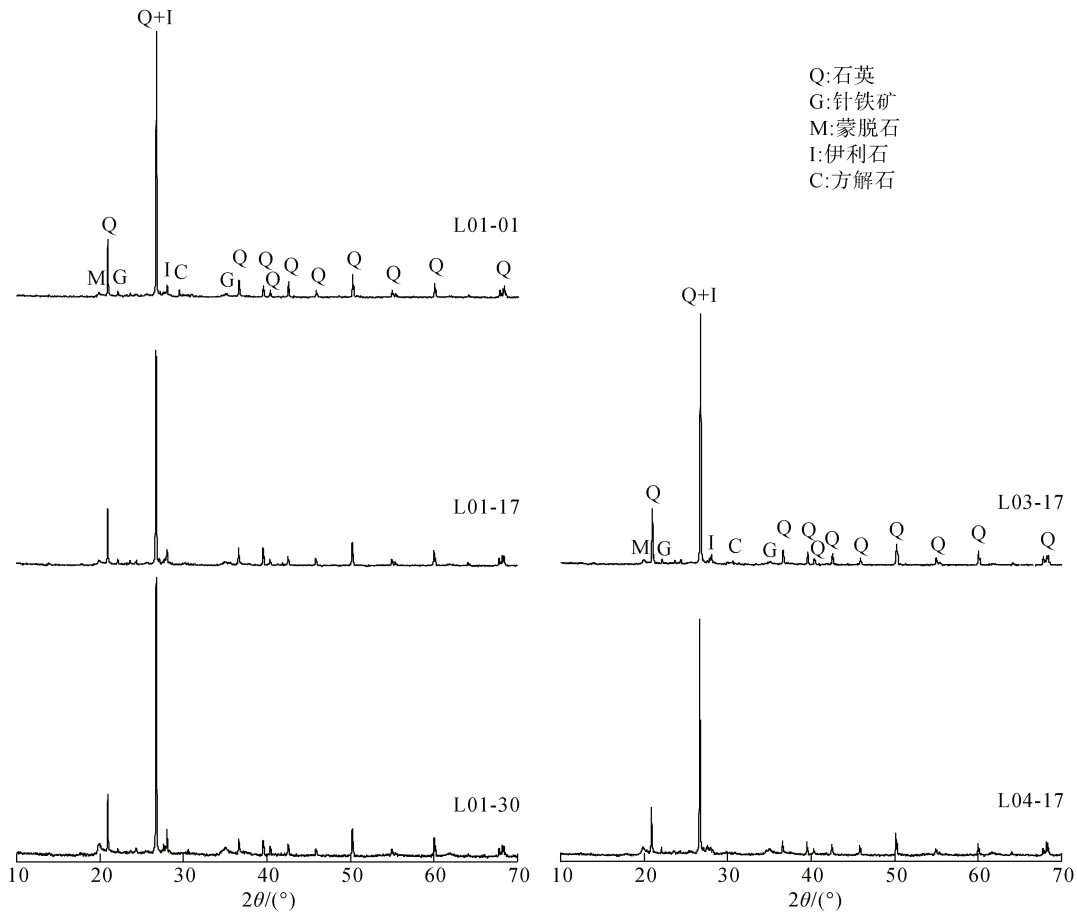 Q+I
Q:石英
G:针铁矿
M:蒙脱石
I:伊利石
C:方解石
Q
L01-01
M G I C G Q Q Q Q Q Q Q Q Q
Q+I
L01-17
L03-17
Q
M G I C G Q Q Q Q Q Q Q Q Q
L01-30
L04-17
10 20 30 40 50 60 70
2θ/(°)
10 20 30 40 50 60 70
2θ/(°)